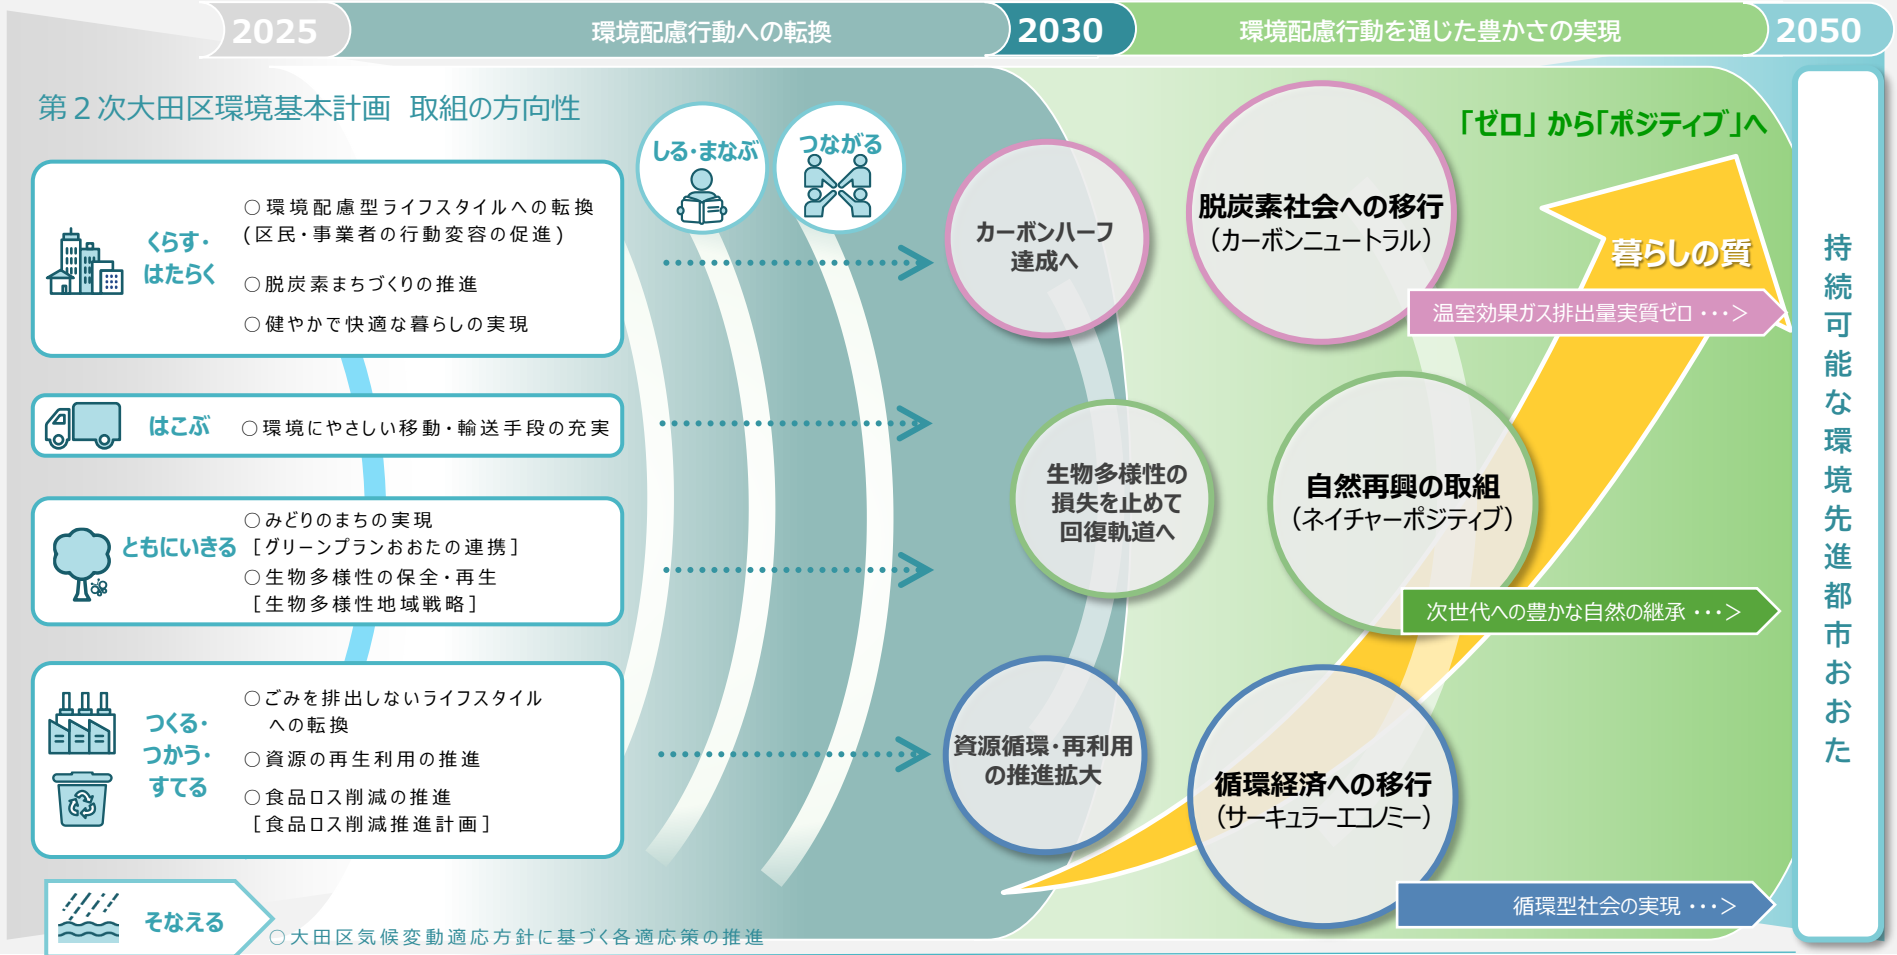 2025
環境配慮行動への転換
2030
環境配慮行動を通じた豊かさの実現
2050
第２次大田区環境基本計画 取組の方向性
くらす・
はたらく
○環境配慮型ライフスタイルへの転換
(区民・事業者の行動変容の促進)
○脱炭素まちづくりの推進
○健やかで快適な暮らしの実現
はこぶ
○環境にやさしい移動・輸送手段の充実
ともにいきる
○みどりのまちの実現
［グリーンプランおおたの連携］
○生物多様性の保全・再生
［生物多様性地域戦略］
つくる・
つかう・
すてる
○ごみを排出しないライフスタイル
への転換
○資源の再生利用の推進
○食品ロス削減の推進
［食品ロス削減推進計画］
そなえる
○大田区気候変動適応方針に基づく各適応策の推進
しる・まなぶ
つながる
カーボンハーフ
達成へ
生物多様性の
損失を止めて
回復軌道へ
資源循環・再利用
の推進拡大
「ゼロ」から「ポジティブ」へ
脱炭素社会への移行
（カーボンニュートラル）
暮らしの質
温室効果ガス排出量実質ゼロ・・・＞
自然再興の取組
（ネイチャーポジティブ）
次世代への豊かな自然の継承・・・＞
循環経済への移行
（サーキュラーエコノミー）
循環型社会の実現・・・＞
持続可能な環境先進都市おおた